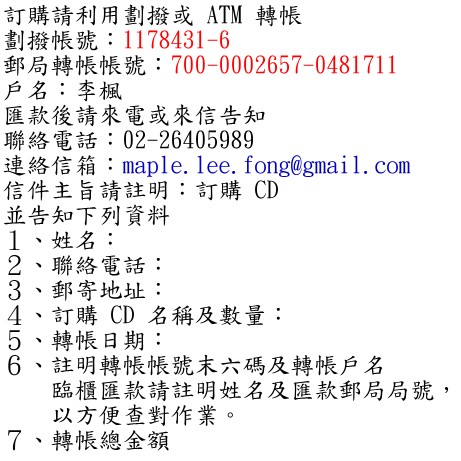 訂購請利用劃撥或 ATM 轉帳
劃撥帳號：1178431-6
郵局轉帳帳號：700-0002657-0481711
戶名：李楓
匯款後請來電或來信告知
聯絡電話：02-26405989
連絡信箱：maple.lee.fong@gmail.com
信件主旨請註明：訂購 CD
並告知下列資料
１、姓名：
２、聯絡電話：
３、郵寄地址：
４、訂購 CD 名稱及數量：
５、轉帳日期：
６、註明轉帳帳號末六碼及轉帳戶名
臨櫃匯款請註明姓名及匯款郵局局號，
以方便查對作業。
７、轉帳總金額